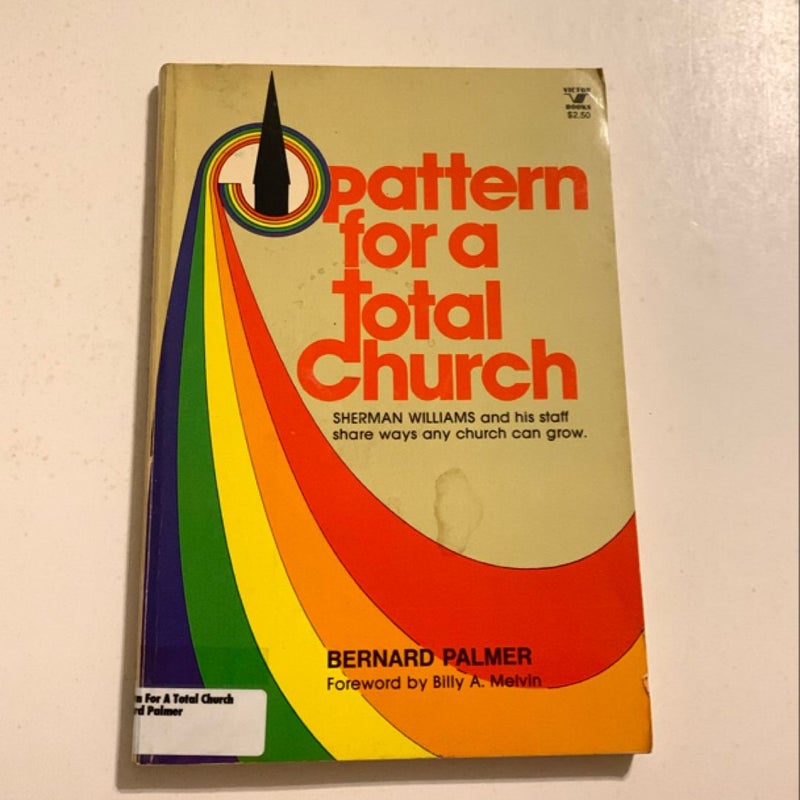 VICTOR
BOOKS
$2.50
pattern
for a
total
Church
SHERMAN WILLIAMS and his staff
share ways any church can grow.
BERNARD PALMER
Foreword by Billy A. Melvin
n For A Total Church
rd Palmer